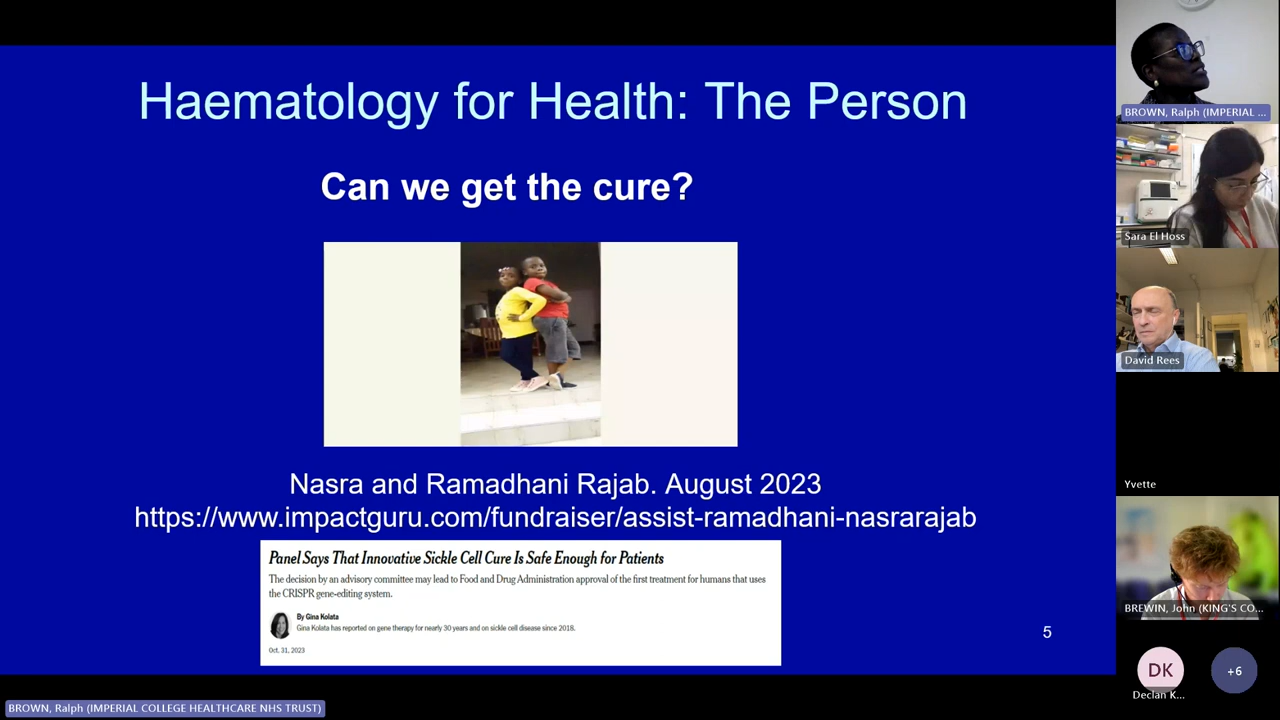 Haematology for Health: The Person
Can we get the cure?
Nasra and Ramadhani Rajab. August 2023
https://www.impactguru.com/fundraiser/assist-ramadhani-nasrarajab
Panel Says That Innovative Sickle Cell Cure Is Safe Enough for Patients
The decision by an advisory committee may lead to Food and Drug Administration approval of the first treatment for humans that uses
the CRISPR gene-editing system.
By Gina Kolata
Gina Kolata has reported on gene therapy for nearly 30 years and on sickle cell disease since 2018.
Oct. 31, 2023
5
BROWN, Ralph (IMPERIAL ...
Sara El Hoss
David Rees
Yvette
BREWIN, John (KING'S CO...
DK
Declan K...
+6
BROWN, Ralph (IMPERIAL COLLEGE HEALTHCARE NHS TRUST)